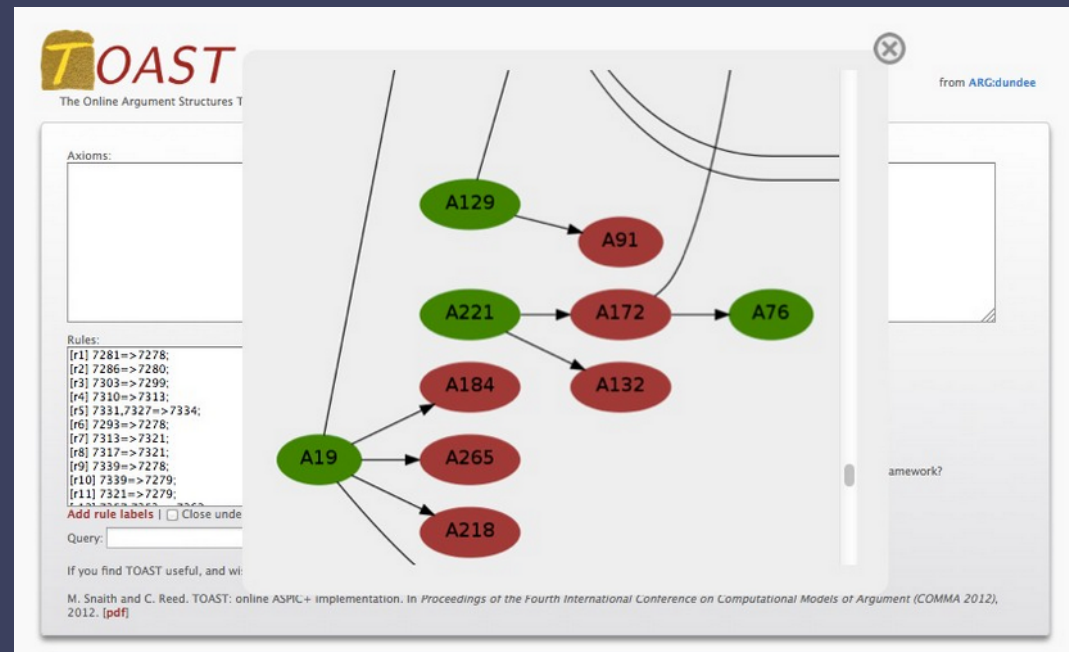 TOAST
The Online Argument Structures T
from ARG:dundee
Axioms:
A129
A91
A221
A172
A76
A184
A132
A19
A265
A218
Rules:
[r1] 7281=>7278;
[r2] 7286=>7280;
[r3] 7303=>7299;
[r4] 7310=>7313;
[r5] 7331,7327=>7334;
[r6] 7293=>7278;
[r7] 7313=>7321;
[r8] 7317=>7321;
[r9] 7339=>7278;
[r10] 7339=>7279;
[r11] 7321=>7279;
amework?
Add rule labels | Close unde
Query:
If you find TOAST useful, and wi
M. Snaith and C. Reed. TOAST: online ASPIC+ implementation. In Proceedings of the Fourth International Conference on Computational Models of Argument (COMMA 2012),
2012. [pdf]